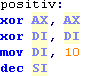 positiv:
xor AX, AX
xor DI, DI
mov DI, 10
dec SI